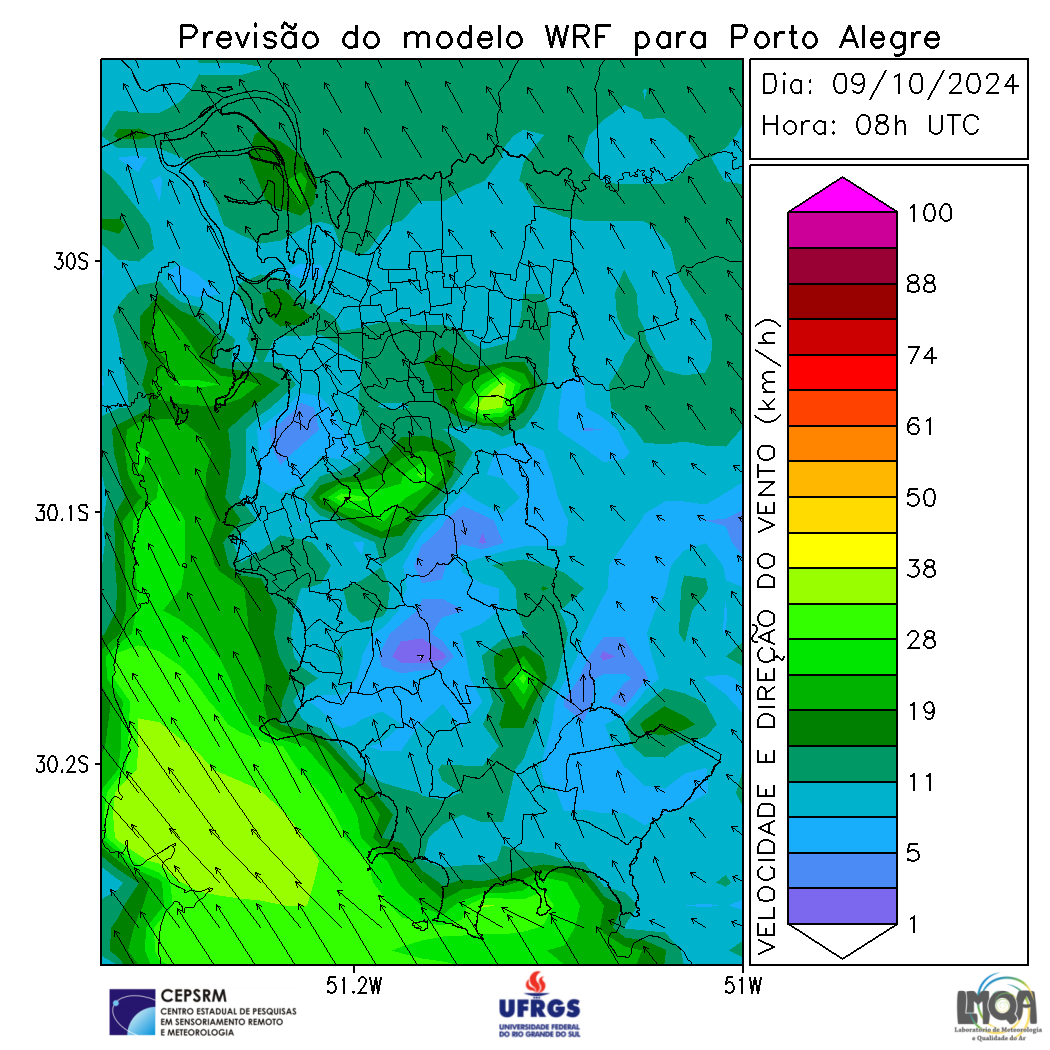 Previsão do modelo WRF para Porto Alegre
Dia: 09/10/2024
Hora: 08h UTC
100
88
74
61
50
38
28
19
11
5
1
VELOCIDADE E DIREÇÃO DO VENTO (km/h)
30S
30.1S
30.2S
51.2W
51W
CEPSRM
CENTRO ESTADUAL DE PESQUISAS
EM SENSORIAMENTO REMOTO
E METEOROLOGIA
UFRGS
UNIVERSIDADE FEDERAL
DO RIO GRANDE DO SUL
LMQA
Laboratório de Meteorologia
e Qualidade do Ar